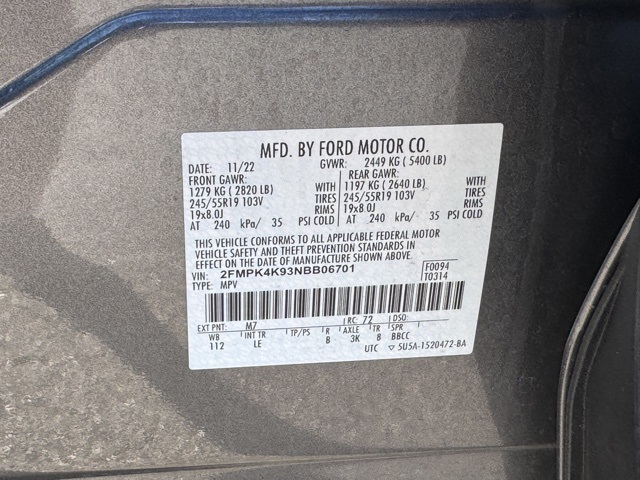 MFD. BY FORD MOTOR CO.
DATE: 11/22 GVWR: 2449 KG ( 5400 LB)
FRONT GAWR: REAR GAWR:
1279 KG ( 2820 LB) WITH 1197 KG ( 2640 LB) WITH
245/55R19 103V TIRES 245/55R19 103V TIRES
19x8.0J RIMS 19x8.0J RIMS
AT 240 kPa/ 35 PSI COLD AT 240 kPa/ 35 PSI COLD
THIS VEHICLE CONFORMS TO ALL APPLICABLE FEDERAL MOTOR
VEHICLE SAFETY AND THEFT PREVENTION STANDARDS IN
EFFECT ON THE DATE OF MANUFACTURE SHOWN ABOVE.
VIN: 2FMPK4K93NBB06701 F0094
TYPE: MPV T0314
EXT PNT: M7 RC: 72 DSO:
WB INT TR TP/PS R AXLE TR SPR
112 LE B 3K 8 BBCC
UTC ▽ 5U5A-1520472-BA